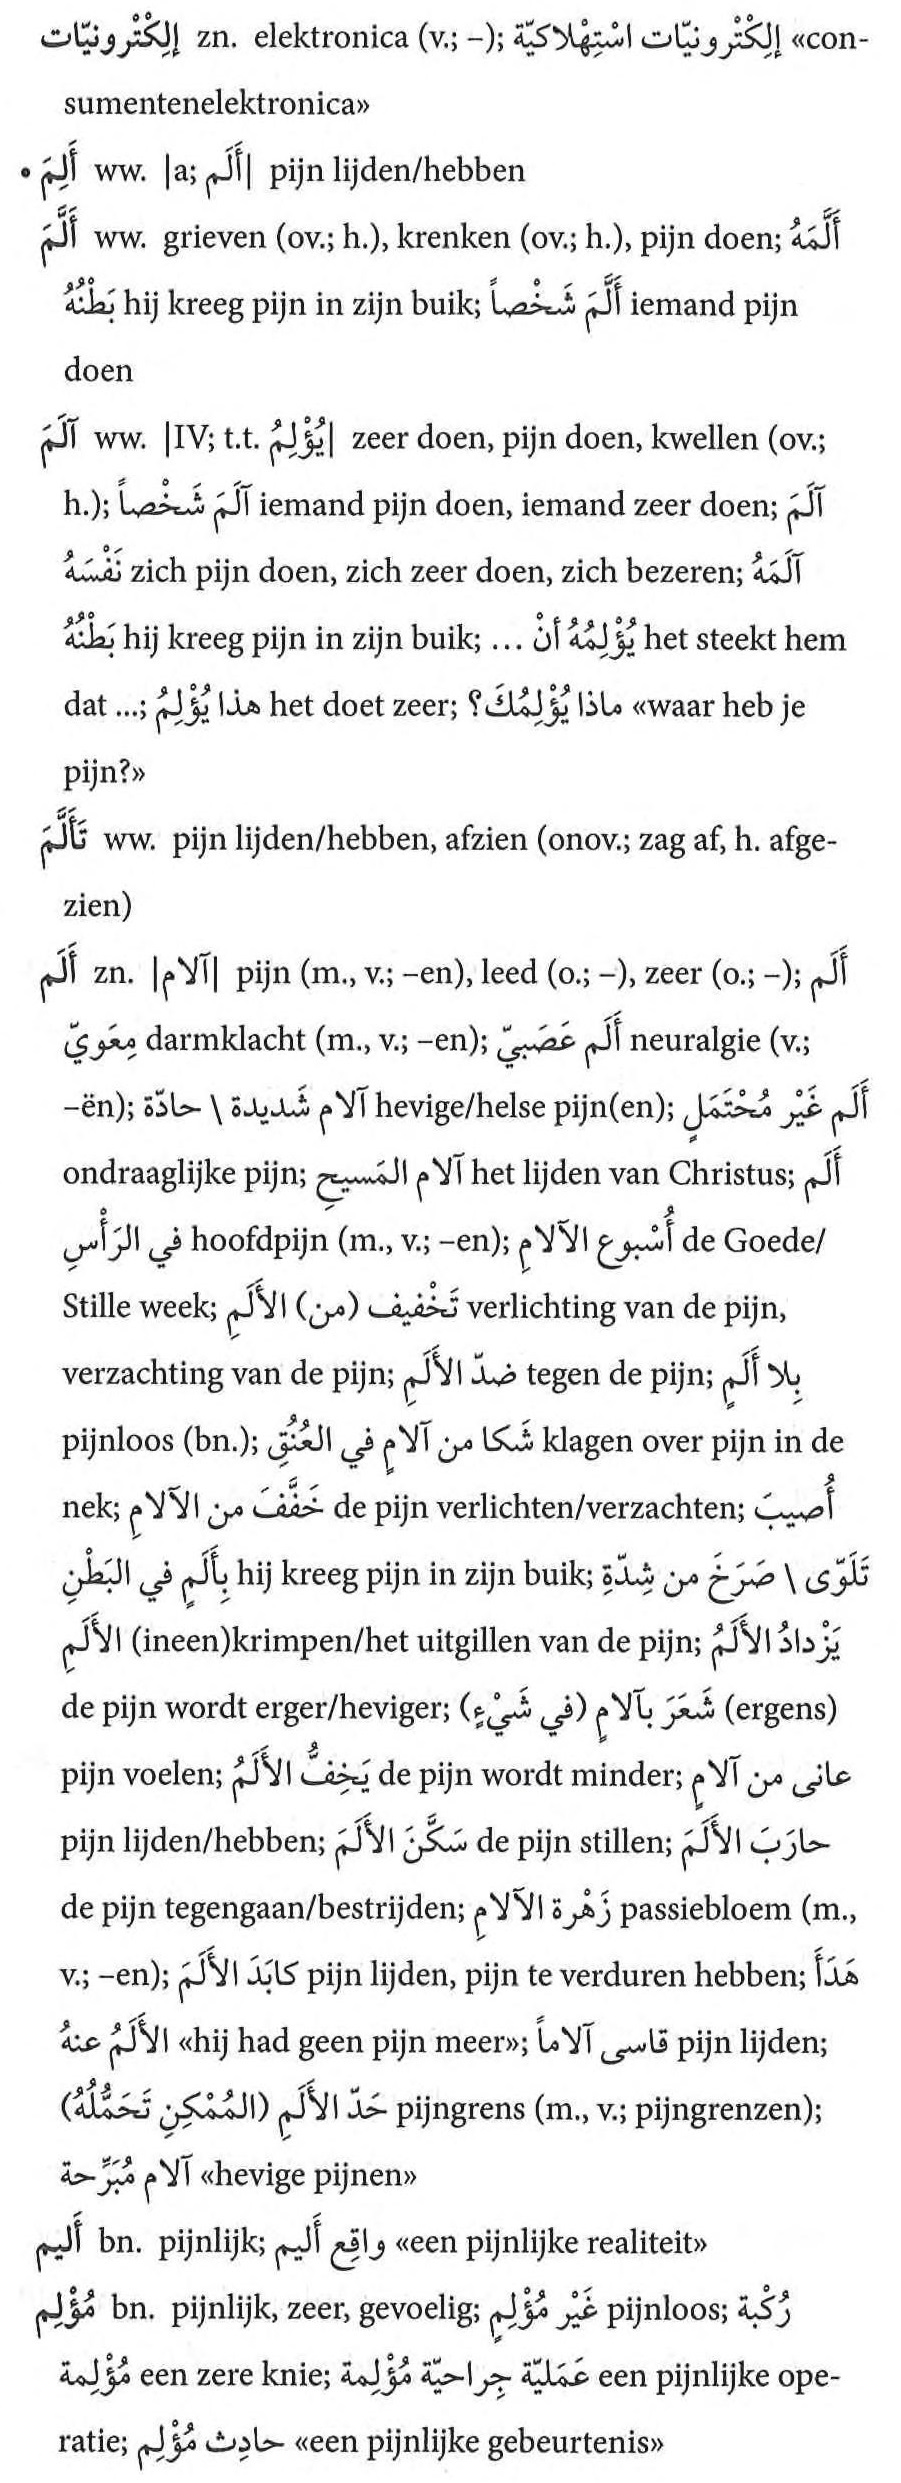 إلِكْتْرونيّات zn. elektronica (v.; –); إلِكْتْرونيّات اسْتِهْلاكيّة «con-
sumentenelektronica»
• أَلِمَ ww. |a; أَلَم| pijn lijden/hebben
أَلَّمَ ww. grieven (ov.; h.), krenken (ov.; h.), pijn doen; أَلَّمَهُ
بَطْنُهُ hij kreeg pijn in zijn buik; أَلَّمَ شَخْصاً iemand pijn
doen
آلَمَ ww. |IV; t.t. يُؤْلِمُ| zeer doen, pijn doen, kwellen (ov.;
h.); آلَمَ شَخْصاً iemand pijn doen, iemand zeer doen; آلَمَ
نَفْسَهُ zich pijn doen, zich zeer doen, zich bezeren; آلَمَهُ
بَطْنُهُ hij kreeg pijn in zijn buik; يُؤْلِمُهُ أنْ ... het steekt hem
dat ...; هذا يُؤْلِمُ het doet zeer; ماذا يُؤْلِمُكَ؟ «waar heb je
pijn?»
تَأَلَّمَ ww. pijn lijden/hebben, afzien (onov.; zag af, h. afge-
zien)
أَلَم zn. |آلام| pijn (m., v.; –en), leed (o.; –), zeer (o.; –); أَلَم
مِعَويّ darmklacht (m., v.; –en); أَلَم عَصَبيّ neuralgie (v.;
–ën); آلام شَديدة \ حادّة hevige/helse pijn(en); أَلَم غَيْر مُحْتَمَلٍ
ondraaglijke pijn; آلام المَسيحِ het lijden van Christus; أَلَم
في الرَأْسِ hoofdpijn (m., v.; –en); أُسْبوع الآلامِ de Goede/
Stille week; تَخْفيف (من) الأَلَمِ verlichting van de pijn,
verzachting van de pijn; ضدّ الأَلَمِ tegen de pijn; بِلا أَلَمٍ
pijnloos (bn.); شَكا من آلامٍ في العُنُقِ klagen over pijn in de
nek; خَفَّفَ من الآلامِ de pijn verlichten/verzachten; أُصيبَ
بِأَلَمٍ في البَطْنِ hij kreeg pijn in zijn buik; تَلَوّى \ صَرَخَ من شِدّةِ
الأَلَمِ (ineen)krimpen/het uitgillen van de pijn; يَزْدادُ الأَلَمُ
de pijn wordt erger/heviger; شَعَرَ بآلامٍ (في شَيْءٍ) (ergens)
pijn voelen; يَخِفُّ الأَلَمُ de pijn wordt minder; عانى من آلامٍ
pijn lijden/hebben; سَكَّنَ الأَلَمَ de pijn stillen; حارَبَ الأَلَمَ
de pijn tegengaan/bestrijden; زَهْرة الآلامِ passiebloem (m.,
v.; –en); كابَدَ الأَلَمَ pijn lijden, pijn te verduren hebben; هَدَأَ
الأَلَمُ عنهُ «hij had geen pijn meer»; قاسى آلاماً pijn lijden;
حَدّ الأَلَمِ (المُمْكِنِ تَحَمُّلُهُ) pijngrens (m., v.; pijngrenzen);
آلام مُبَرِّحة «hevige pijnen»
أَليم bn. pijnlijk; واقِع أَليم «een pijnlijke realiteit»
مُؤْلِم bn. pijnlijk, zeer, gevoelig; غَيْر مُؤْلِمٍ pijnloos; رُكْبة
مُؤْلِمة een zere knie; عَمَليّة جِراحيّة مُؤْلِمة een pijnlijke ope-
ratie; حادِث مُؤْلِم «een pijnlijke gebeurtenis»